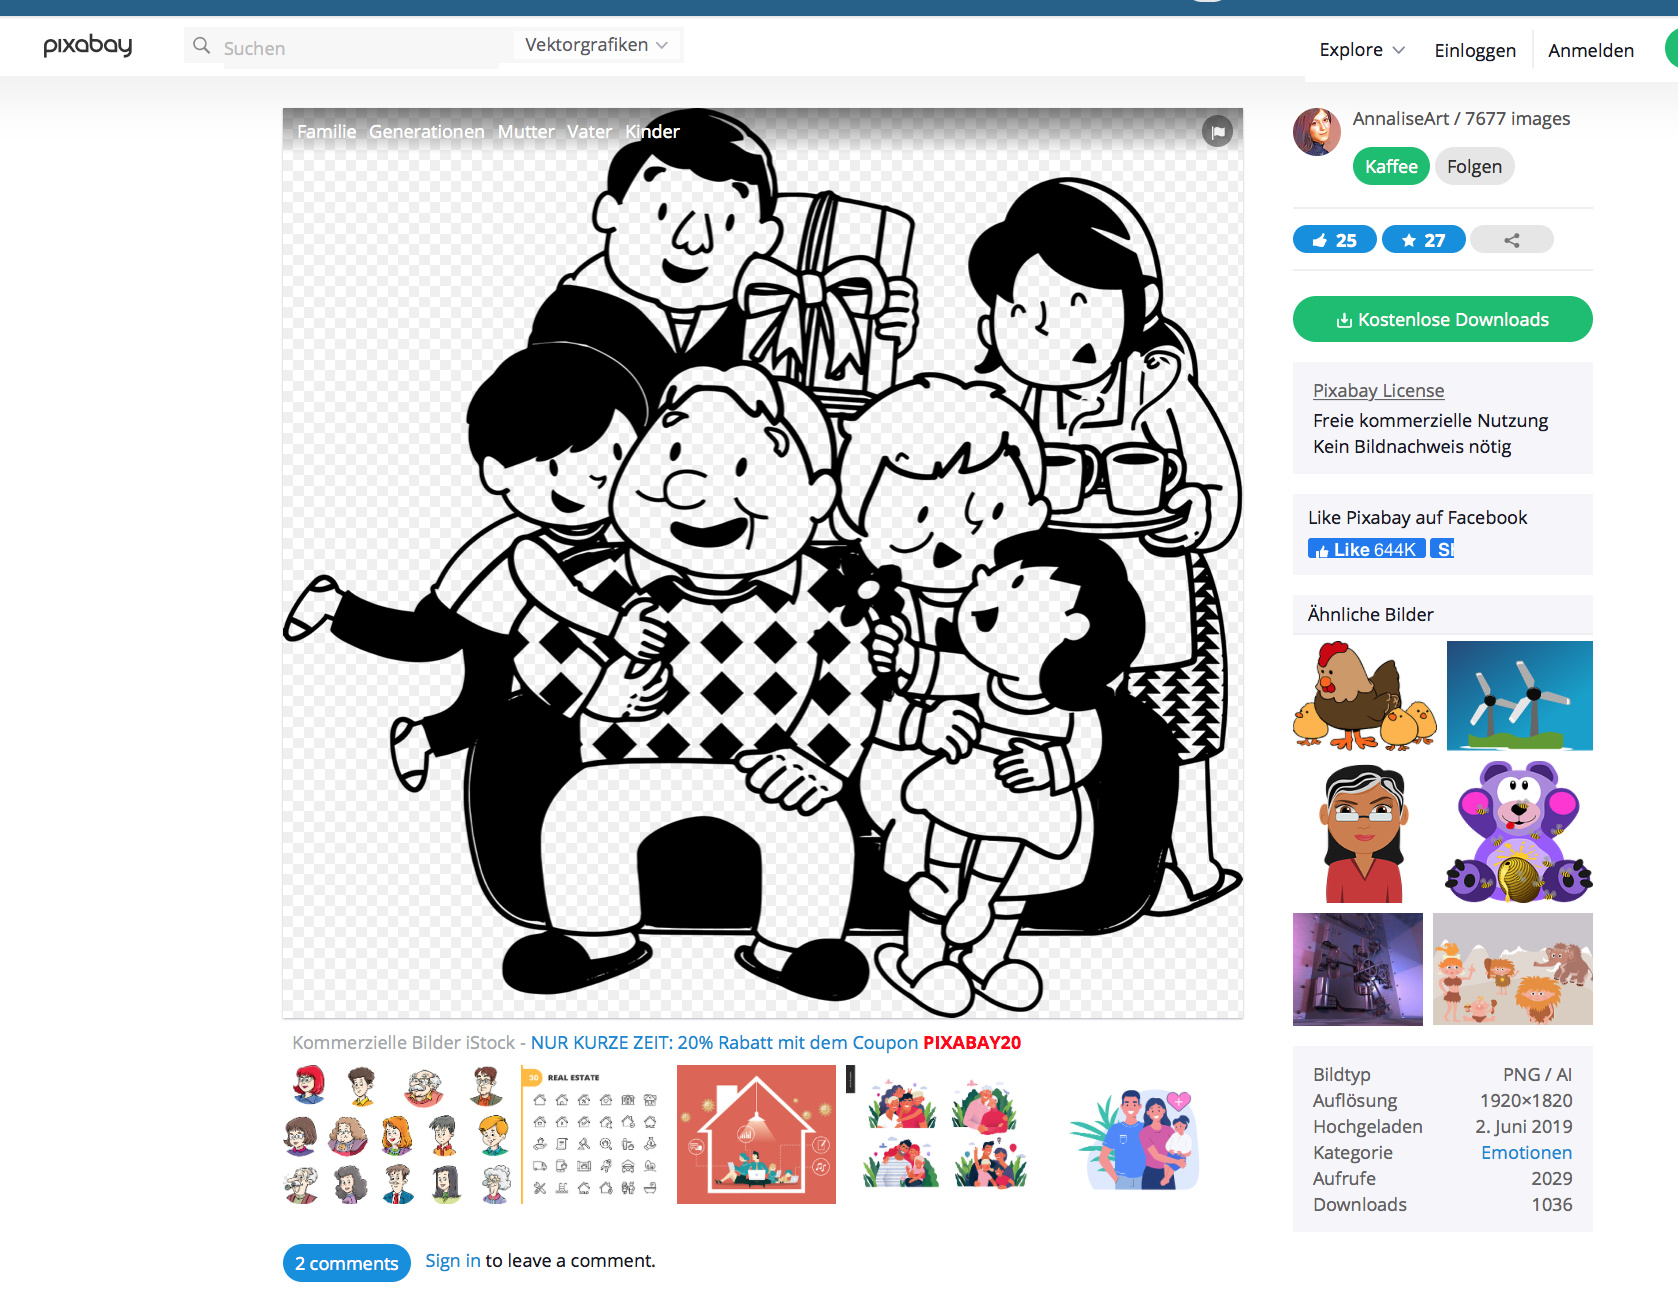 pixabay
Suchen
Vektorgrafiken
Explore
Einloggen
Anmelden
Familie Generationen Mutter Vater Kinder
AnnaliseArt / 7677 images
Kaffee
Folgen
25
27
Kostenlose Downloads
Pixabay License
Freie kommerzielle Nutzung
Kein Bildnachweis nötig
Like Pixabay auf Facebook
Like 644K
Ähnliche Bilder
Kommerzielle Bilder iStock - NUR KURZE ZEIT: 20% Rabatt mit dem Coupon PIXABAY20
30 REAL ESTATE
Bildtyp PNG / AI
Auflösung 1920×1820
Hochgeladen 2. Juni 2019
Kategorie Emotionen
Aufrufe 2029
Downloads 1036
2 comments
Sign in to leave a comment.